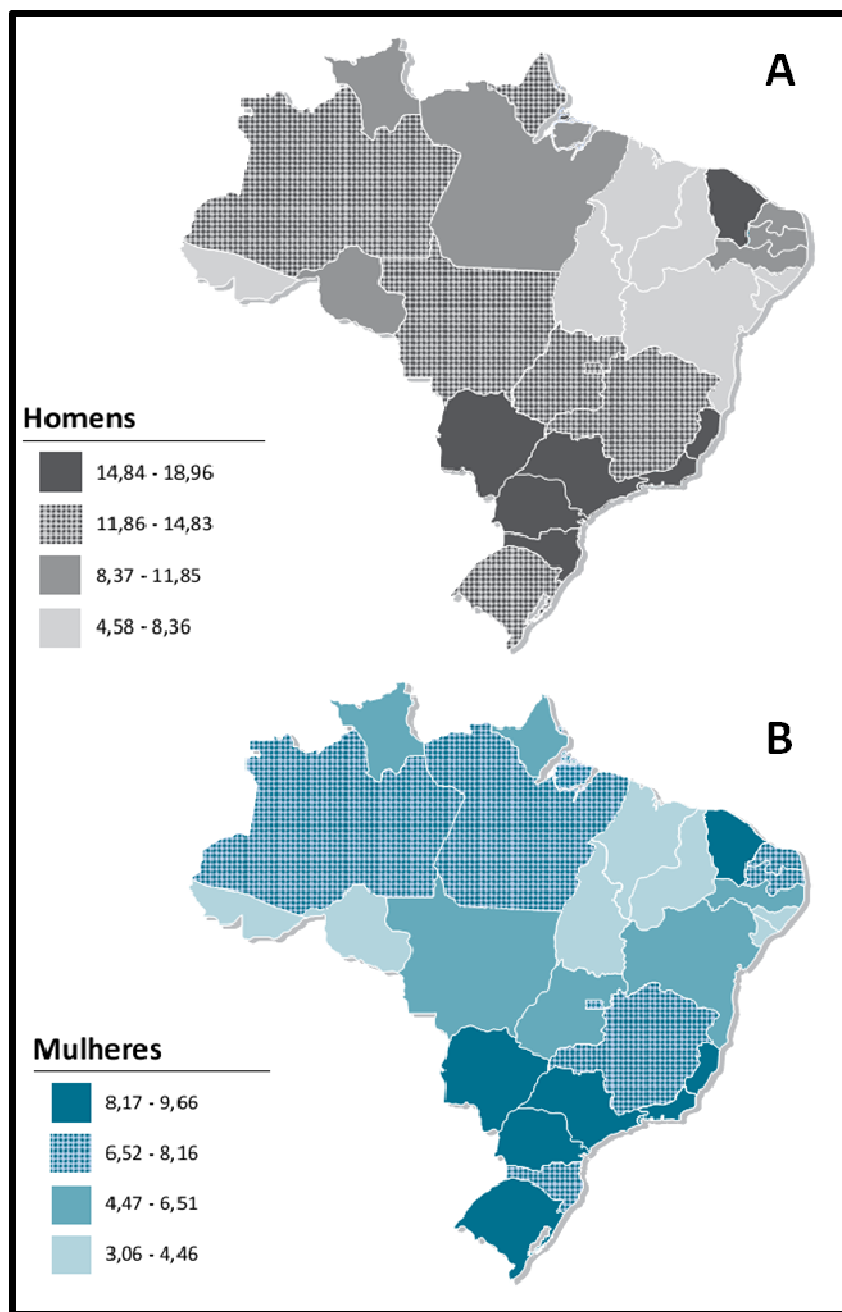 A
Homens
14,84 - 18,96
11,86 - 14,83
8,37 - 11,85
4,58 - 8,36
B
Mulheres
8,17 - 9,66
6,52 - 8,16
4,47 - 6,51
3,06 - 4,46